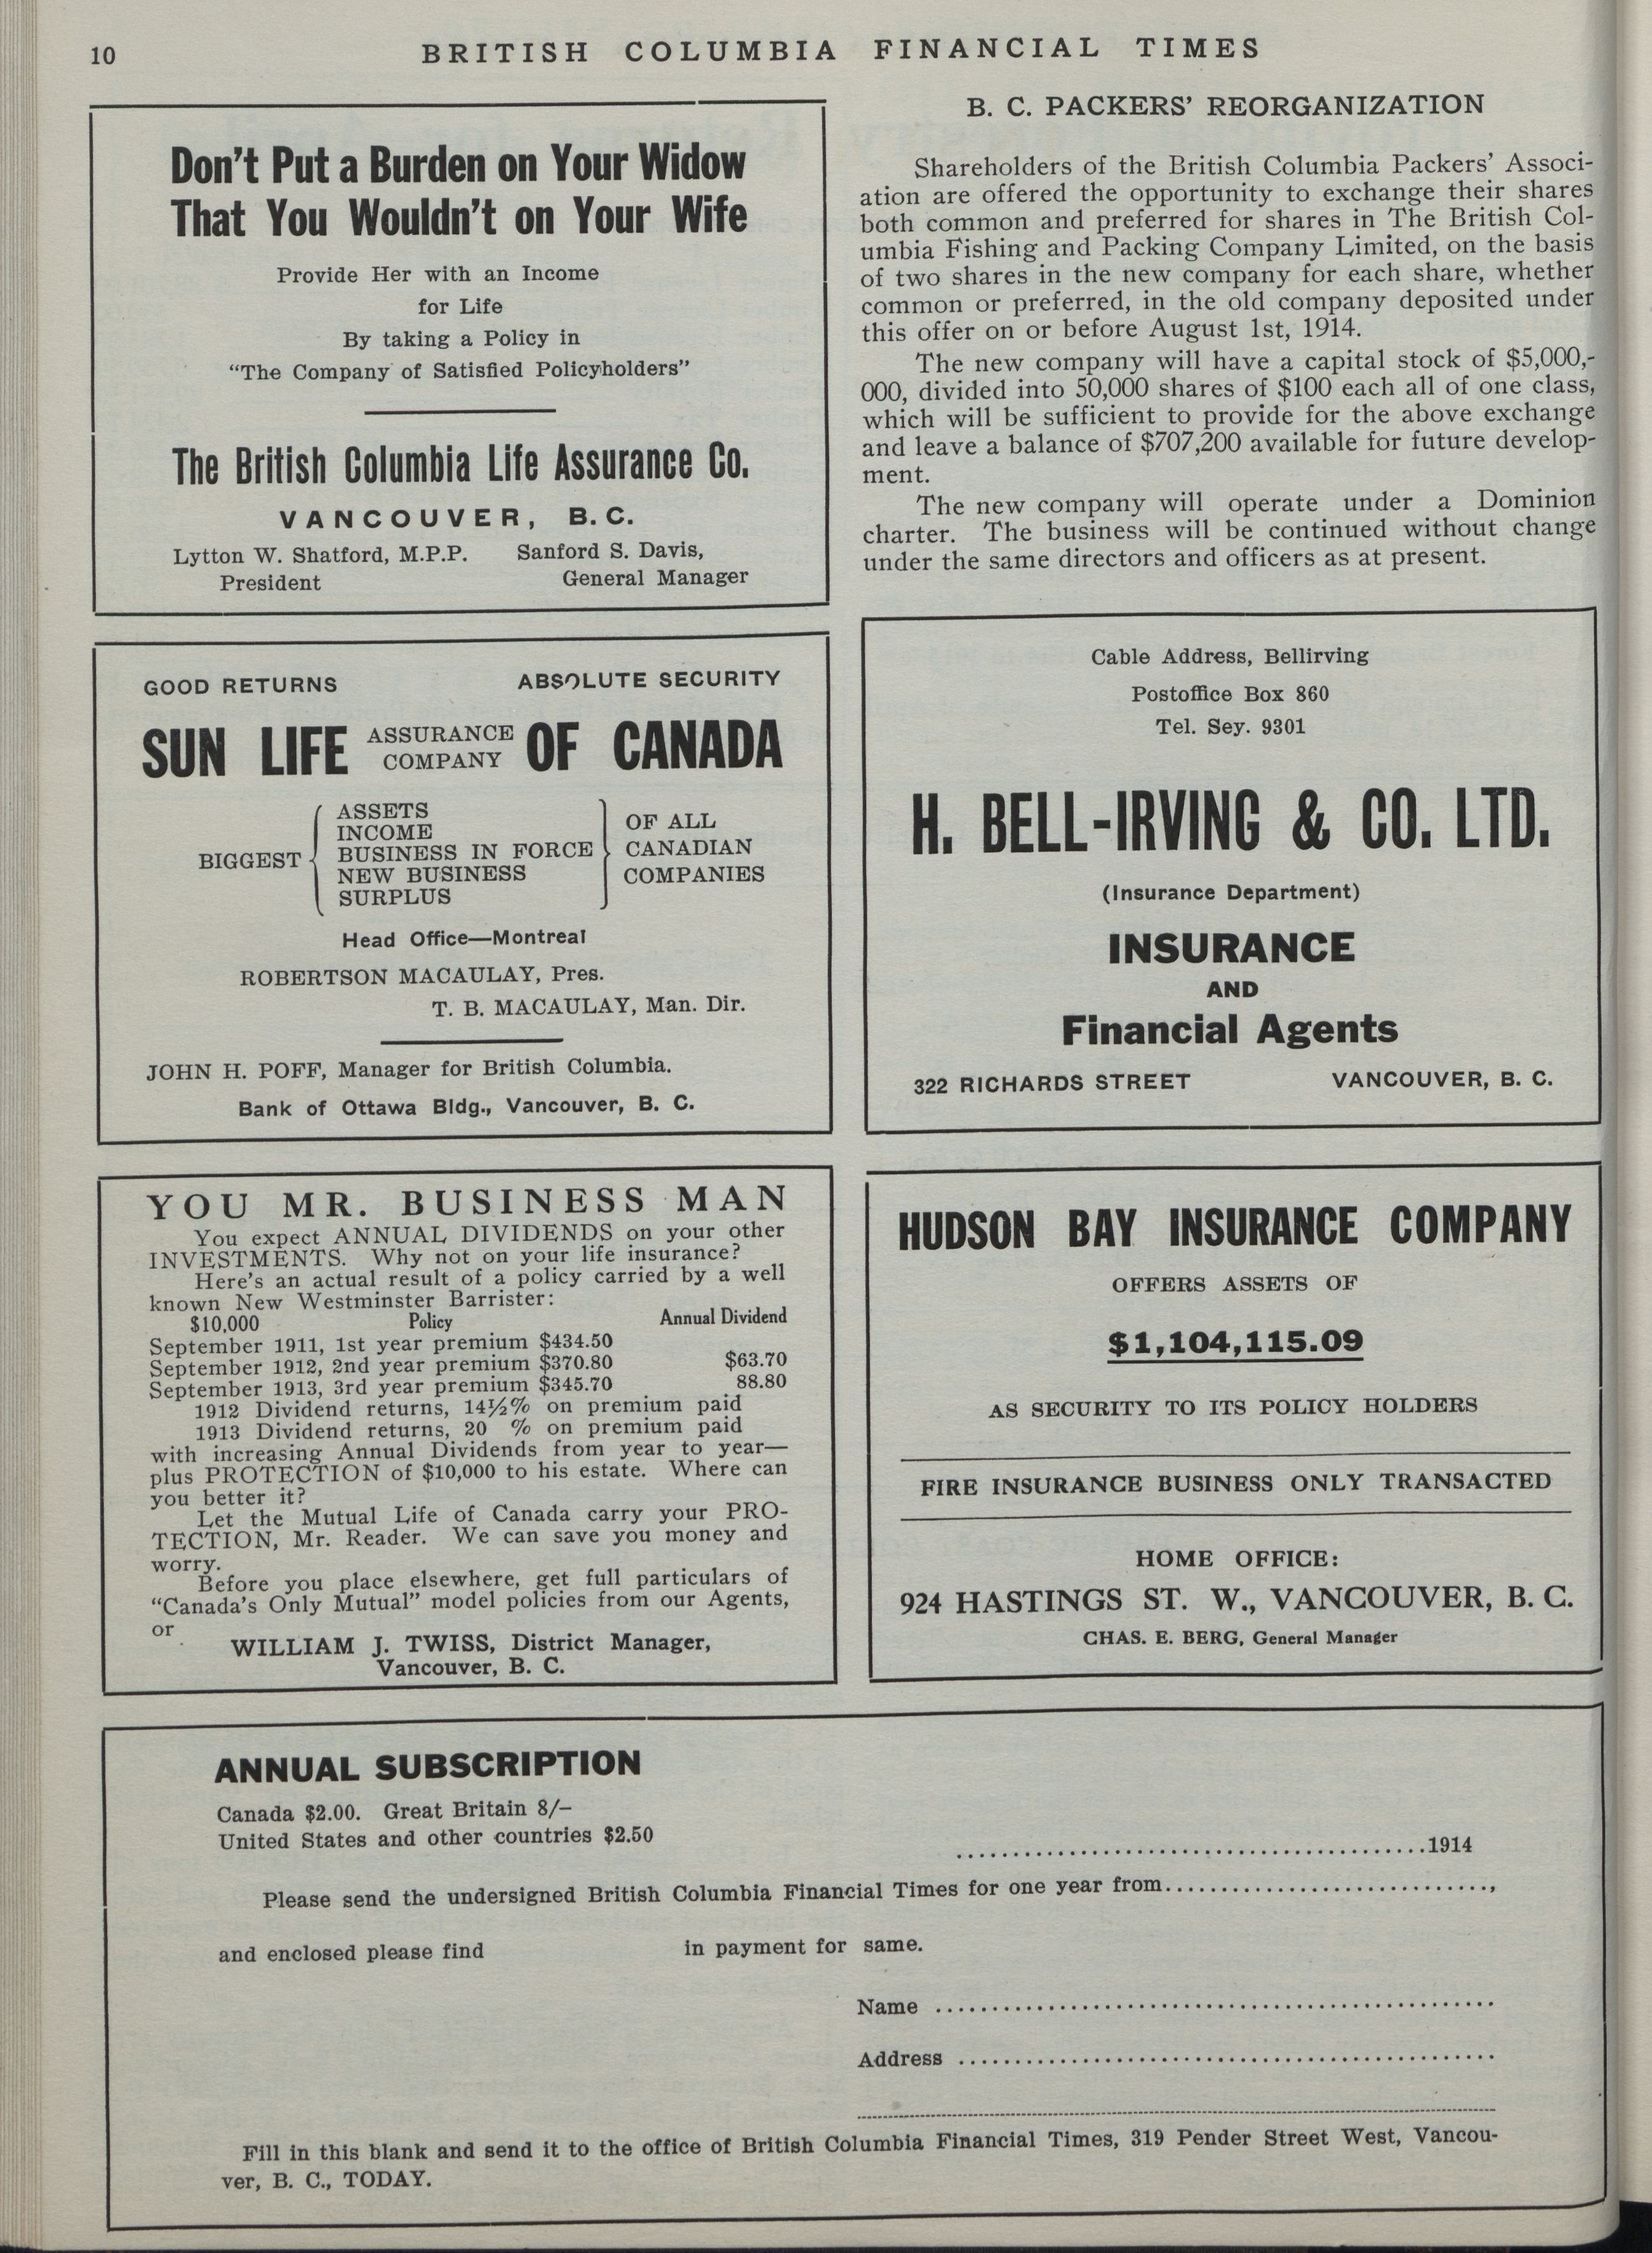 10
BRITISH COLUMBIA FINANCIAL TIMES
Don't Put a Burden on Your Widow
That You Wouldn't on Your Wife
Provide Her with an Income
for Life
By taking a Policy in
"The Company of Satisfied Policyholders"
The British Columbia Life Assurance Co.
VANCOUVER, B. C.
Lytton W. Shatford, M.P.P. Sanford S. Davis,
President General Manager
GOOD RETURNS ABSOLUTE SECURITY
SUN LIFE ASSURANCE COMPANY OF CANADA
BIGGEST
ASSETS
INCOME
BUSINESS IN FORCE
NEW BUSINESS
SURPLUS
OF ALL
CANADIAN
COMPANIES
Head Office—Montreal
ROBERTSON MACAULAY, Pres.
T. B. MACAULAY, Man. Dir.
JOHN H. POFF, Manager for British Columbia.
Bank of Ottawa Bldg., Vancouver, B. C.
YOU MR. BUSINESS MAN
You expect ANNUAL DIVIDENDS on your other
INVESTMENTS. Why not on your life insurance?
Here's an actual result of a policy carried by a well
known New Westminster Barrister:
$10,000 Policy Annual Dividend
September 1911, 1st year premium $434.50
September 1912, 2nd year premium $370.80 $63.70
September 1913, 3rd year premium $345.70 88.80
1912 Dividend returns, 14½% on premium paid
1913 Dividend returns, 20 % on premium paid
with increasing Annual Dividends from year to year—
plus PROTECTION of $10,000 to his estate. Where can
you better it?
Let the Mutual Life of Canada carry your PRO-
TECTION, Mr. Reader. We can save you money and
worry.
Before you place elsewhere, get full particulars of
"Canada's Only Mutual" model policies from our Agents,
or
WILLIAM J. TWISS, District Manager,
Vancouver, B. C.
B. C. PACKERS' REORGANIZATION
Shareholders of the British Columbia Packers' Associ-
ation are offered the opportunity to exchange their shares
both common and preferred for shares in The British Col-
umbia Fishing and Packing Company Limited, on the basis
of two shares in the new company for each share, whether
common or preferred, in the old company deposited under
this offer on or before August 1st, 1914.
The new company will have a capital stock of $5,000,-
000, divided into 50,000 shares of $100 each all of one class,
which will be sufficient to provide for the above exchange
and leave a balance of $707,200 available for future develop-
ment.
The new company will operate under a Dominion
charter. The business will be continued without change
under the same directors and officers as at present.
Cable Address, Bellirving
Postoffice Box 860
Tel. Sey. 9301
H. BELL-IRVING & CO. LTD.
(Insurance Department)
INSURANCE
AND
Financial Agents
322 RICHARDS STREET VANCOUVER, B. C.
HUDSON BAY INSURANCE COMPANY
OFFERS ASSETS OF
$1,104,115.09
AS SECURITY TO ITS POLICY HOLDERS
FIRE INSURANCE BUSINESS ONLY TRANSACTED
HOME OFFICE:
924 HASTINGS ST. W., VANCOUVER, B. C.
CHAS. E. BERG, General Manager
ANNUAL SUBSCRIPTION
Canada $2.00. Great Britain 8/–
United States and other countries $2.50
..........................................1914
Please send the undersigned British Columbia Financial Times for one year from.............................,
and enclosed please find in payment for same.
Name ..................................................
Address ................................................
Fill in this blank and send it to the office of British Columbia Financial Times, 319 Pender Street West, Vancou-
ver, B. C., TODAY.